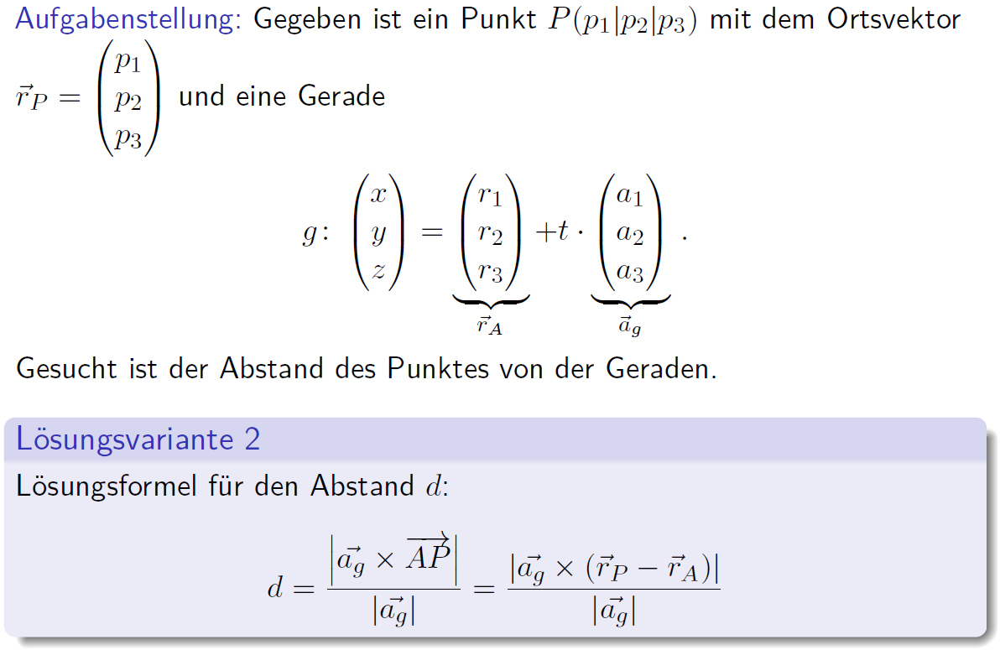 Aufgabenstellung: Gegeben ist ein Punkt $P(p_1|p_2|p_3)$ mit dem Ortsvektor
$\vec{r}_P = \begin{pmatrix} p_1 \\ p_2 \\ p_3 \end{pmatrix}$ und eine Gerade
$g\colon \begin{pmatrix} x \\ y \\ z \end{pmatrix} = \underbrace{\begin{pmatrix} r_1 \\ r_2 \\ r_3 \end{pmatrix}}_{\vec{r}_A} + t \cdot \underbrace{\begin{pmatrix} a_1 \\ a_2 \\ a_3 \end{pmatrix}}_{\vec{a}_g}.$
Gesucht ist der Abstand des Punktes von der Geraden.
Lösungsvariante 2
Lösungsformel für den Abstand $d$:
$d = \frac{\left|\vec{a_g} \times \overrightarrow{AP}\right|}{|\vec{a_g}|} = \frac{|\vec{a_g} \times (\vec{r}_P - \vec{r}_A)|}{|\vec{a_g}|}$